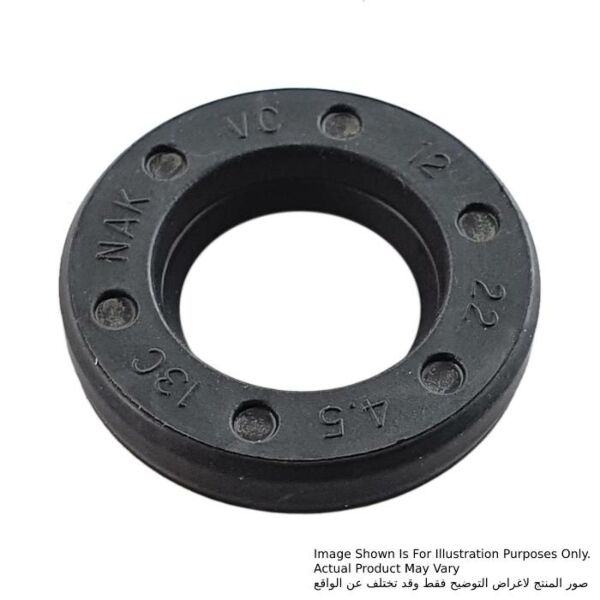 VC 12 22 4.5 13C NAK
Image Shown Is For Illustration Purposes Only.
Actual Product May Vary
صور المنتج لاغراض التوضيح فقط وقد تختلف عن الواقع